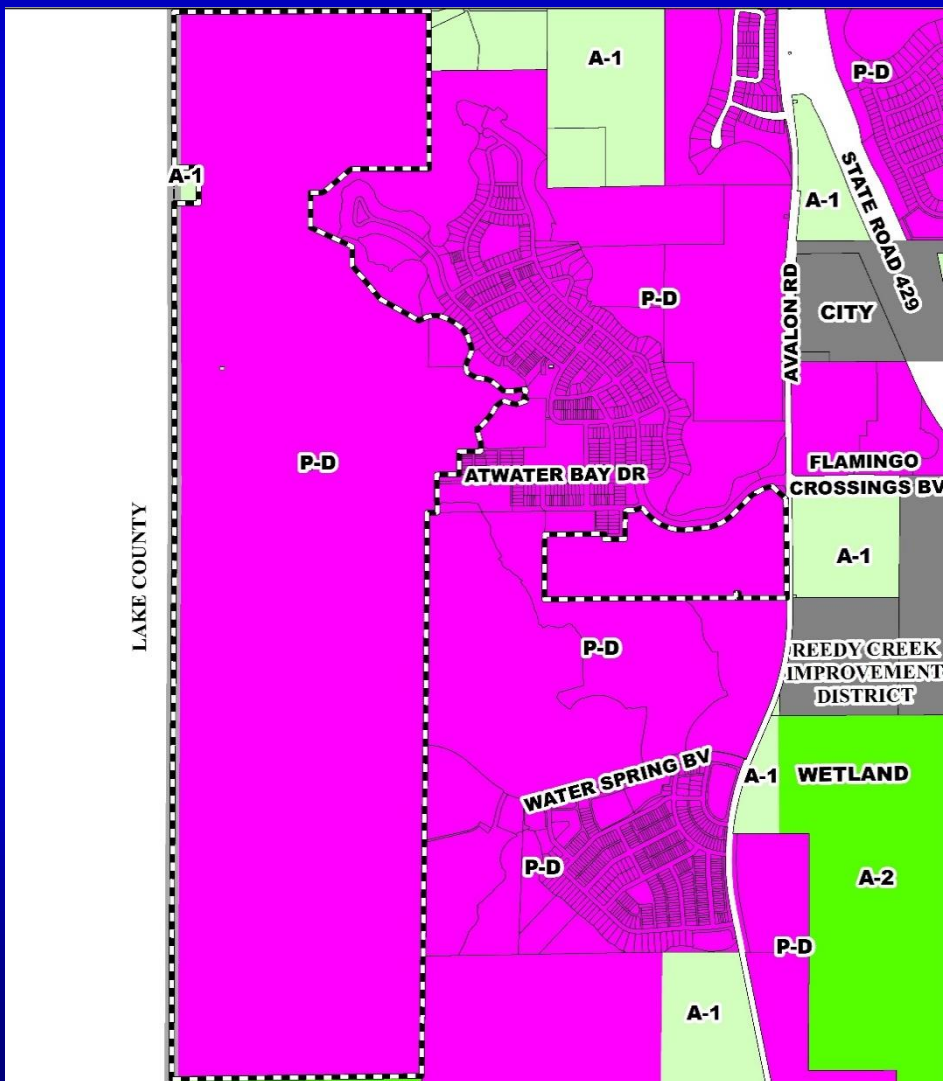 A-1
P-D
A-1
A-1
STATE ROAD 429
P-D
AVALON RD
CITY
P-D
ATWATER BAY DR
FLAMINGO
CROSSINGS BV
LAKE COUNTY
A-1
P-D
REEDY CREEK
IMPROVEMENT
DISTRICT
WATER SPRING BV
A-1
WETLAND
P-D
A-2
P-D
A-1